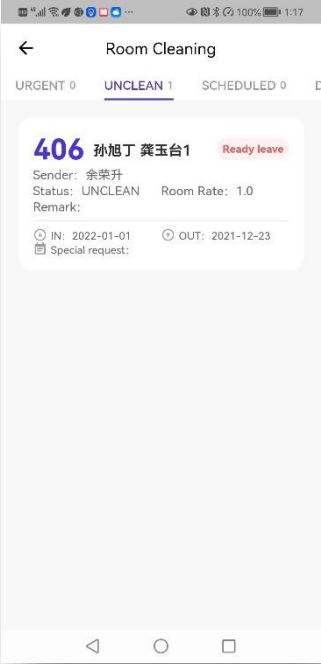 100% 1:17
Room Cleaning
URGENT 0 UNCLEAN 1 SCHEDULED 0 D
406 孙旭丁 龚玉台1 Ready leave
Sender: 余荣升
Status: UNCLEAN Room Rate: 1.0
Remark:
IN: 2022-01-01 OUT: 2021-12-23
Special request: